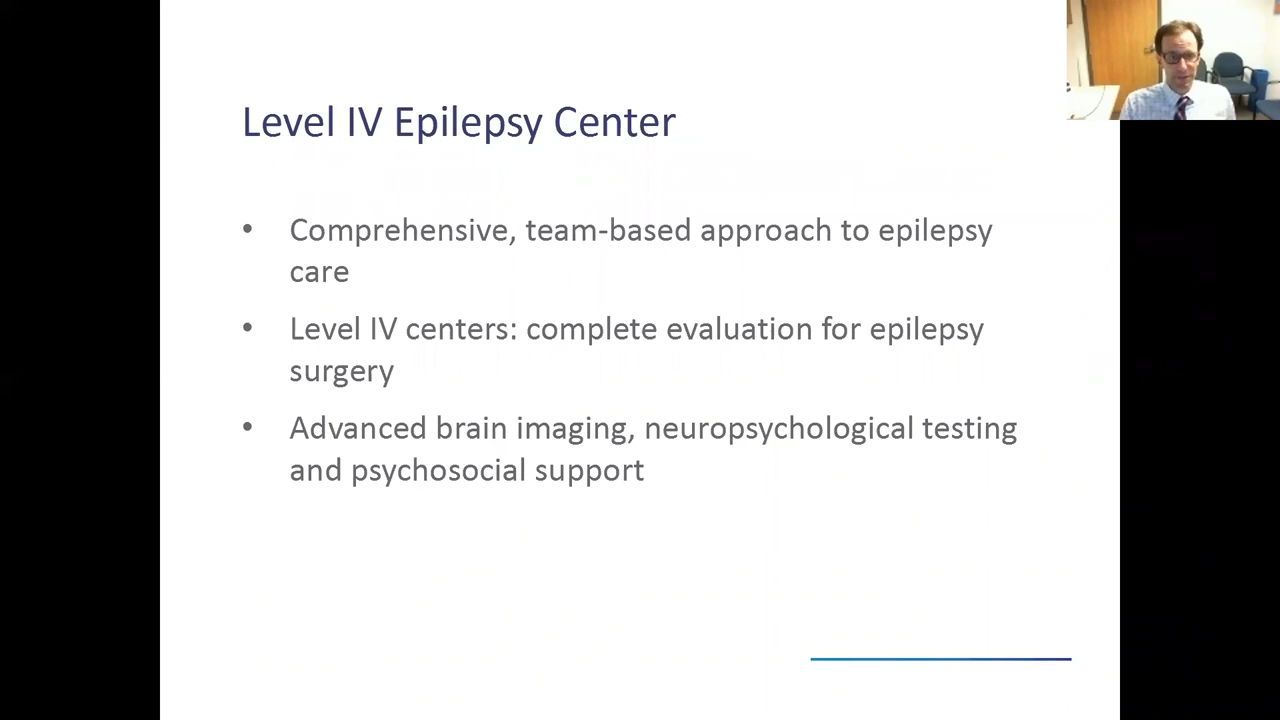 Level IV Epilepsy Center
• Comprehensive, team-based approach to epilepsy
care
• Level IV centers: complete evaluation for epilepsy
surgery
• Advanced brain imaging, neuropsychological testing
and psychosocial support